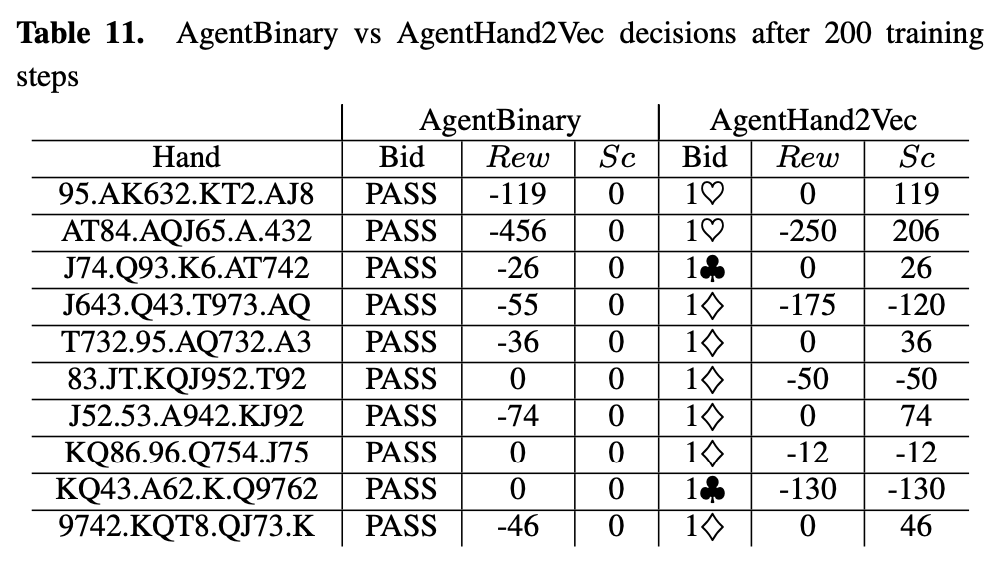 Table 11. AgentBinary vs AgentHand2Vec decisions after 200 training
steps
AgentBinary AgentHand2Vec
Hand Bid Rew Sc Bid Rew Sc
95.AK632.KT2.AJ8 PASS -119 0 1♡ 0 119
AT84.AQJ65.A.432 PASS -456 0 1♡ -250 206
J74.Q93.K6.AT742 PASS -26 0 1♣ 0 26
J643.Q43.T973.AQ PASS -55 0 1♢ -175 -120
T732.95.AQ732.A3 PASS -36 0 1♢ 0 36
83.JT.KQJ952.T92 PASS 0 0 1♢ -50 -50
J52.53.A942.KJ92 PASS -74 0 1♢ 0 74
KQ86.96.Q754.J75 PASS 0 0 1♢ -12 -12
KQ43.A62.K.Q9762 PASS 0 0 1♣ -130 -130
9742.KQT8.QJ73.K PASS -46 0 1♢ 0 46